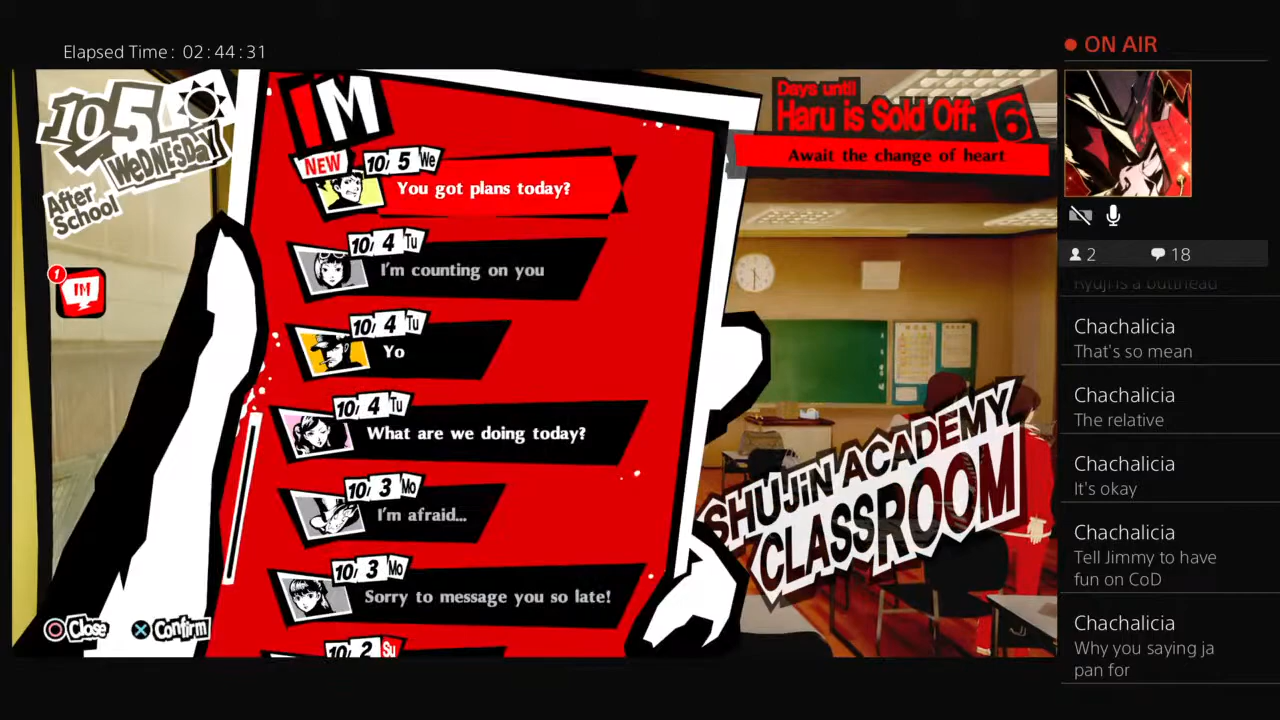 Elapsed Time: 02:44:31
ON AIR
10/5
WeDNESDaY
After School
1
IM
IM
Days until
Haru is Sold Off: 6
Await the change of heart
NEW 10/5 We
You got plans today?
10/4 Tu
I'm counting on you
10/4 Tu
Yo
10/4 Tu
What are we doing today?
10/3 Mo
I'm afraid...
10/3 Mo
Sorry to message you so late!
10/2 Su
Close
Confirm
SHUJiN ACADEMY
CLASSROOM
2
18
Ryuji is a butthead
Chachalicia
That's so mean
Chachalicia
The relative
Chachalicia
It's okay
Chachalicia
Tell Jimmy to have
fun on CoD
Chachalicia
Why you saying ja
pan for